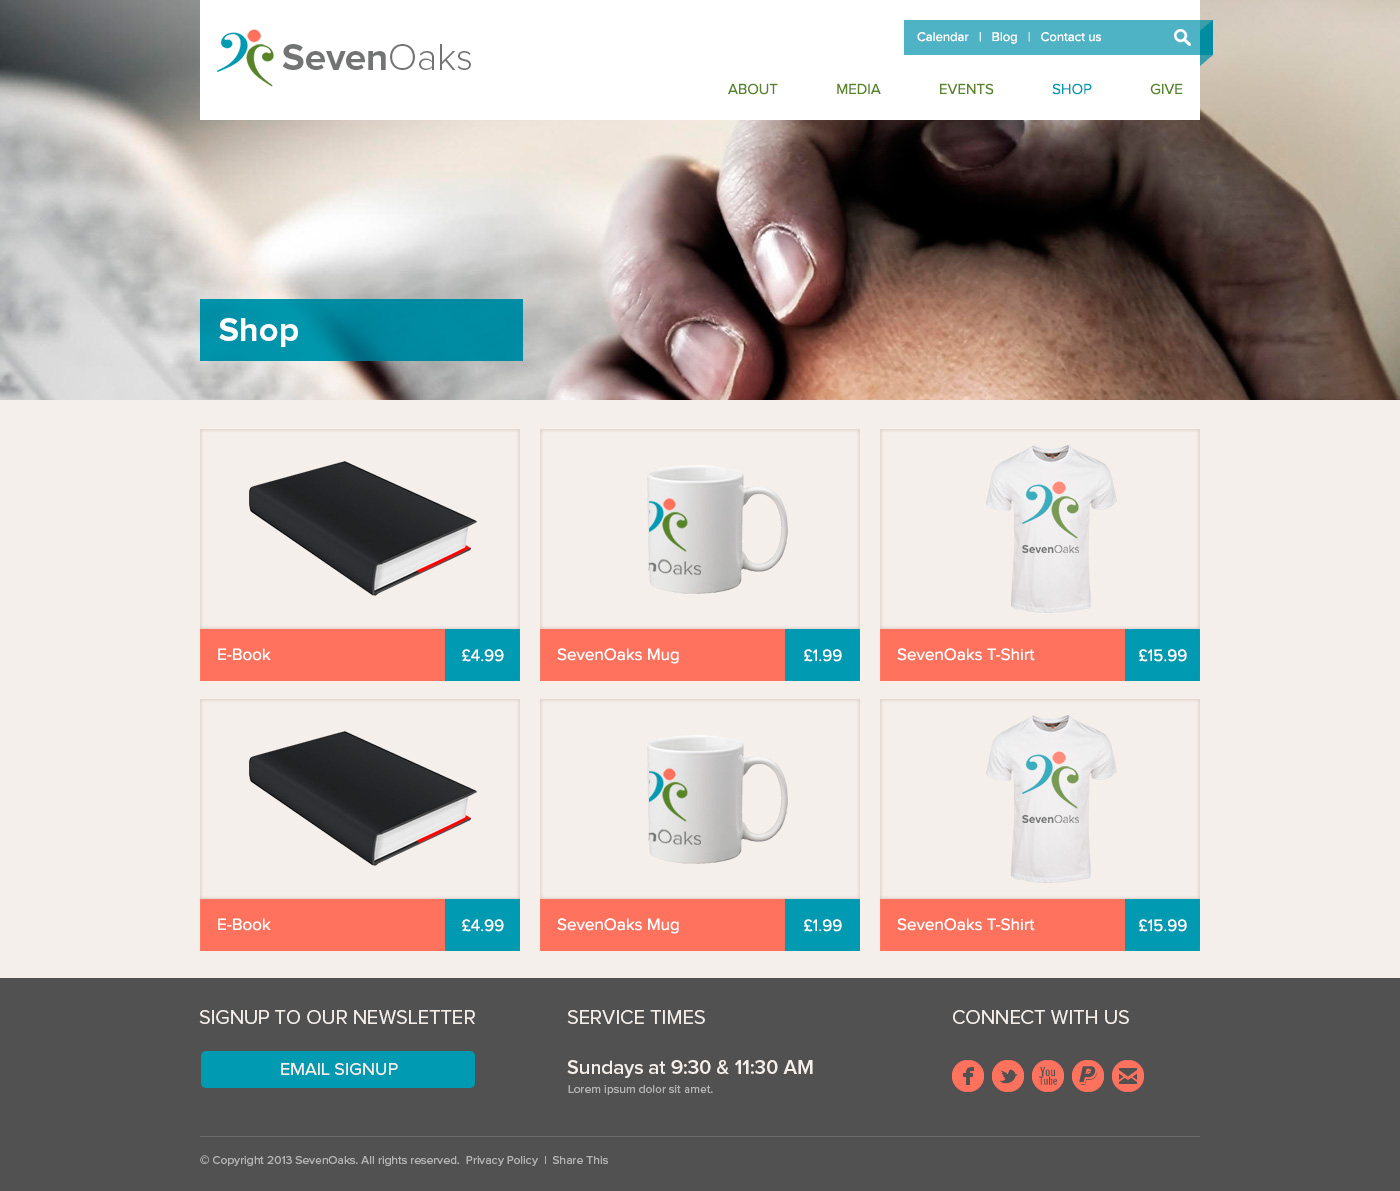 SevenOaks
Calendar | Blog | Contact us
ABOUT MEDIA EVENTS SHOP GIVE
Shop
nOaks
SevenOaks
E-Book £4.99
SevenOaks Mug £1.99
SevenOaks T-Shirt £15.99
nOaks
SevenOaks
E-Book £4.99
SevenOaks Mug £1.99
SevenOaks T-Shirt £15.99
SIGNUP TO OUR NEWSLETTER
EMAIL SIGNUP
SERVICE TIMES
Sundays at 9:30 & 11:30 AM
Lorem ipsum dolor sit amet.
CONNECT WITH US
You
Tube
© Copyright 2013 SevenOaks. All rights reserved. Privacy Policy | Share This